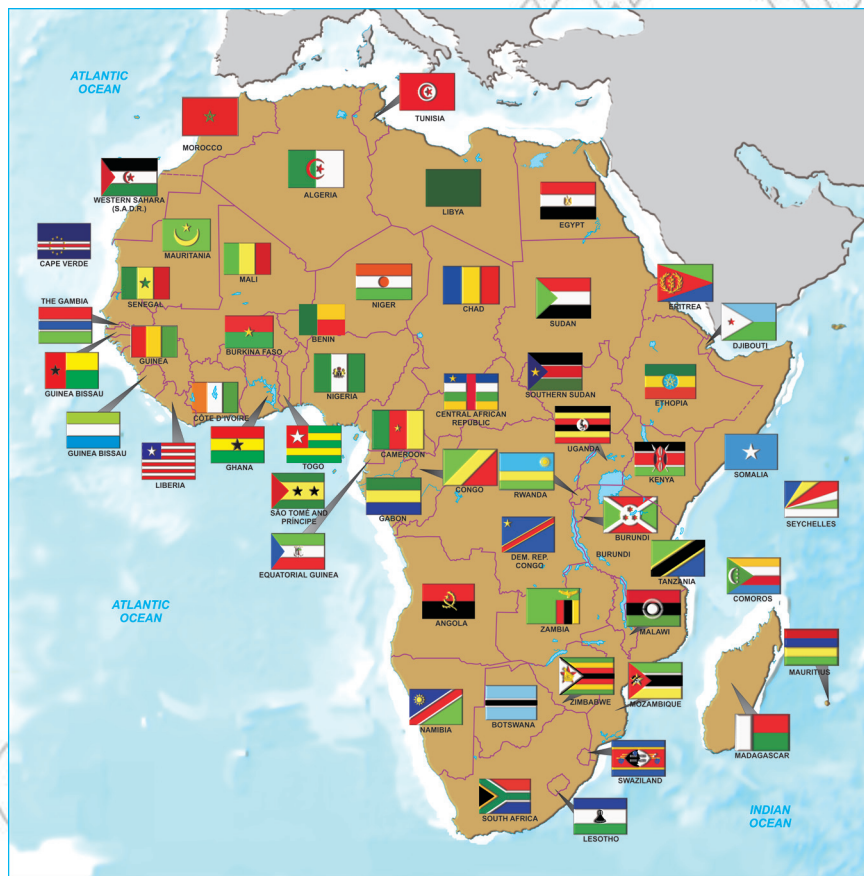 ATLANTIC
OCEAN
TUNISIA
MOROCCO
WESTERN SAHARA
(S.A.D.R.)
ALGERIA
LIBYA
EGYPT
CAPE VERDE
MAURITANIA
MALI
NIGER
CHAD
SUDAN
ERITREA
SENEGAL
THE GAMBIA
GUINEA
BURKINA FASO
BENIN
DJIBOUTI
GUINEA BISSAU
CÔTE D'IVOIRE
NIGERIA
CENTRAL AFRICAN
REPUBLIC
SOUTHERN SUDAN
ETHOPIA
GUINEA BISSAU
LIBERIA
GHANA
TOGO
CAMEROON
UGANDA
KENYA
SOMALIA
SAO TOMÉ AND
PRÍNCIPE
GABON
CONGO
RWANDA
SEYCHELLES
EQUATORIAL GUINEA
DEM. REP.
CONGO
BURUNDI
BURUNDI
TANZANIA
COMOROS
ATLANTIC
OCEAN
ANGOLA
ZAMBIA
MALAWI
MAURITIUS
NAMIBIA
BOTSWANA
ZIMBABWE
MOZAMBIQUE
MADAGASCAR
SWAZILAND
SOUTH AFRICA
LESOTHO
INDIAN
OCEAN